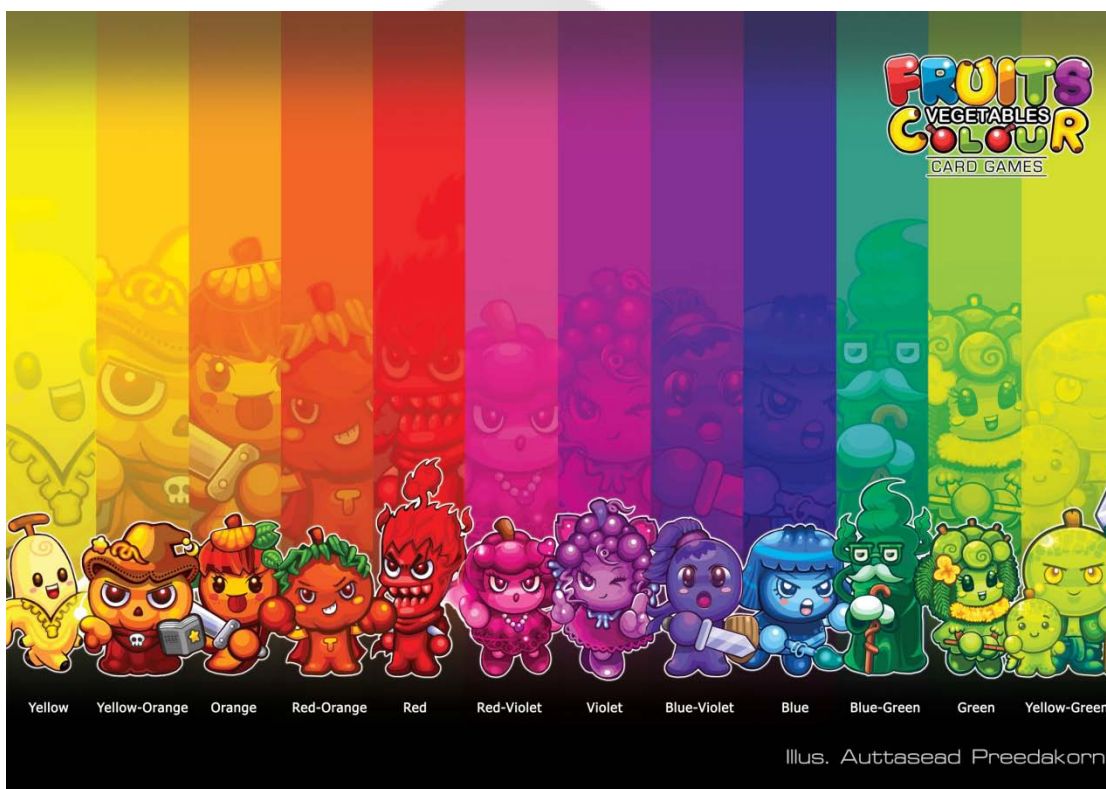 FRUITS
VEGETABLES
COLOUR
CARD GAMES
Yellow Yellow-Orange Orange Red-Orange Red Red-Violet Violet Blue-Violet Blue Blue-Green Green Yellow-Green
Illus. Auttasead Preedakorn